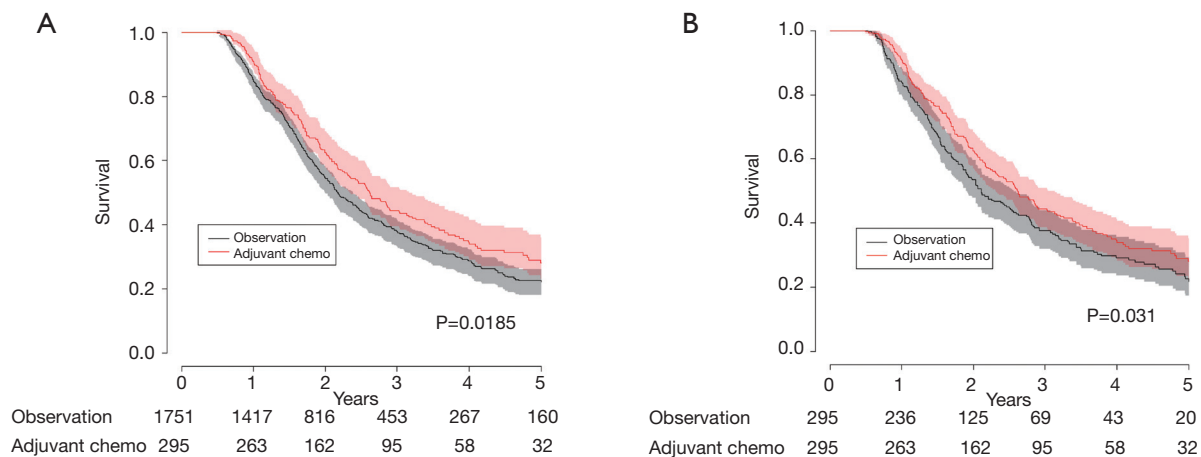 A
1.0
0.8
0.6
0.4
0.2
0.0
Survival
Observation
Adjuvant chemo
P=0.0185
0 1 2 3 4 5
Years
Observation 1751 1417 816 453 267 160
Adjuvant chemo 295 263 162 95 58 32
B
1.0
0.8
0.6
0.4
0.2
0.0
Survival
Observation
Adjuvant chemo
P=0.031
0 1 2 3 4 5
Years
Observation 295 236 125 69 43 20
Adjuvant chemo 295 263 162 95 58 32